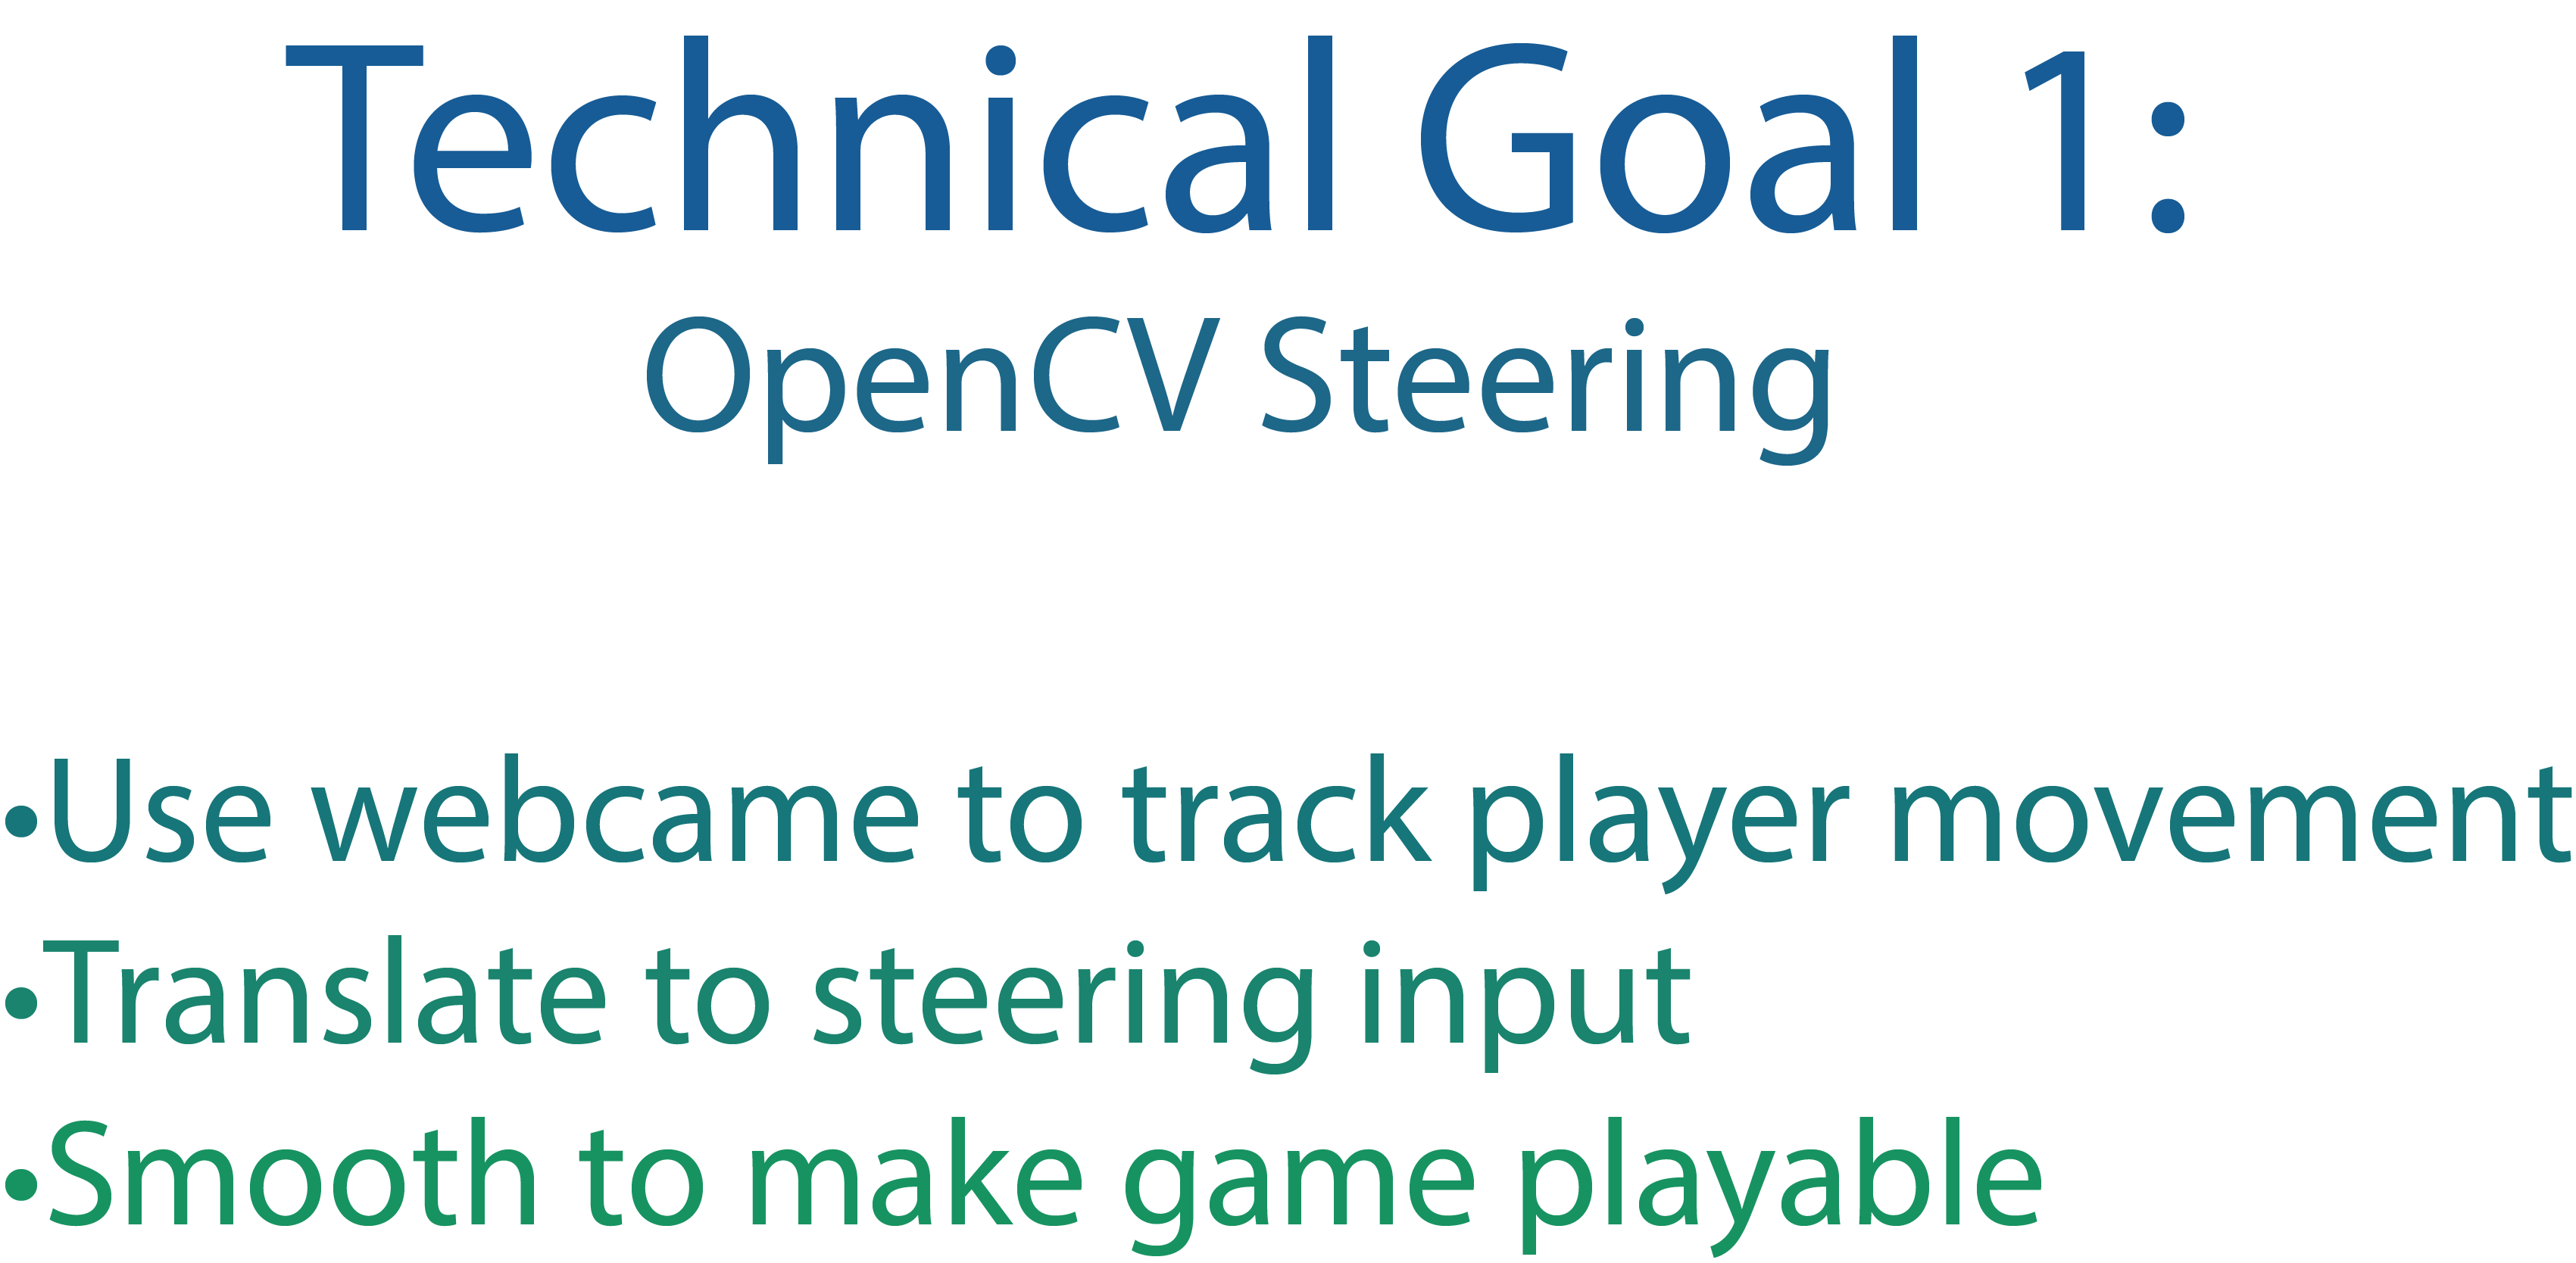 Technical Goal 1:
OpenCV Steering
•Use webcame to track player movement
•Translate to steering input
•Smooth to make game playable